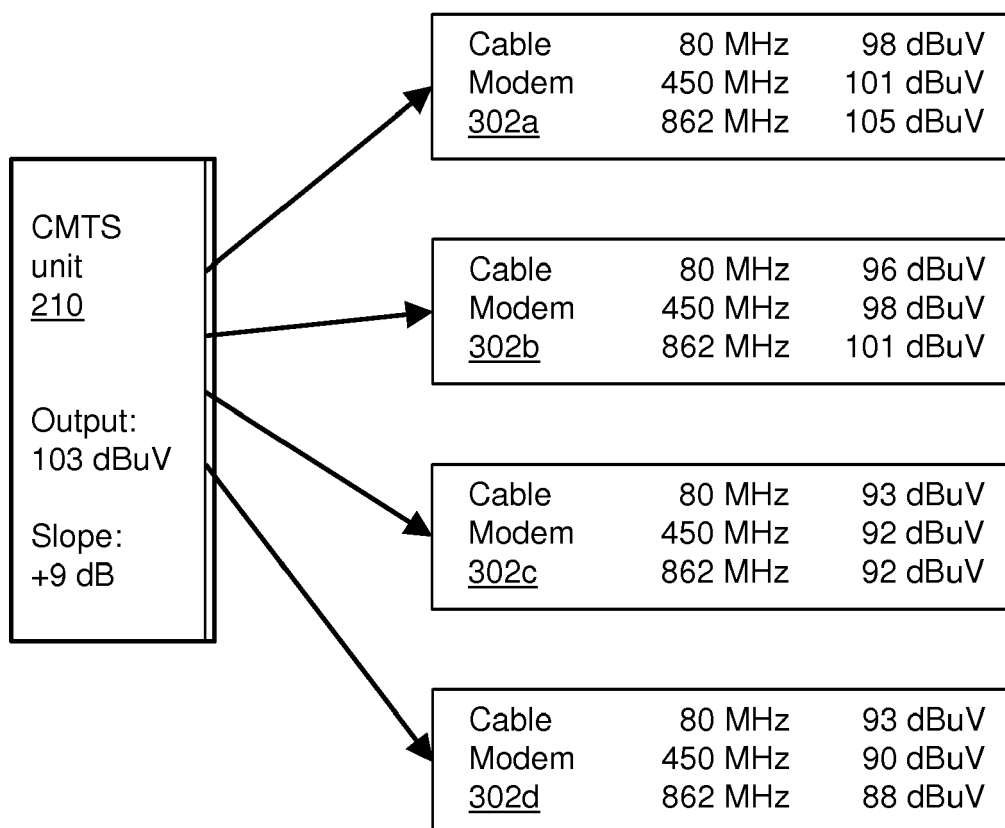 CMTS
unit
210
Output:
103 dBuV
Slope:
+9 dB
Cable 80 MHz 98 dBuV
Modem 450 MHz 101 dBuV
302a 862 MHz 105 dBuV
Cable 80 MHz 96 dBuV
Modem 450 MHz 98 dBuV
302b 862 MHz 101 dBuV
Cable 80 MHz 93 dBuV
Modem 450 MHz 92 dBuV
302c 862 MHz 92 dBuV
Cable 80 MHz 93 dBuV
Modem 450 MHz 90 dBuV
302d 862 MHz 88 dBuV